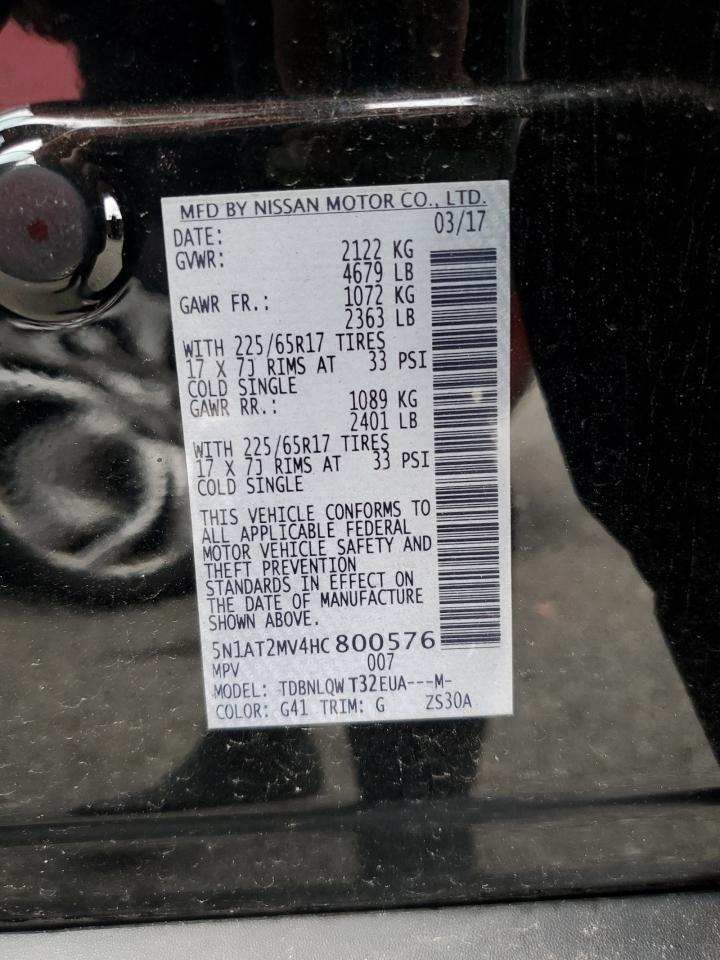 MFD BY NISSAN MOTOR CO., LTD.
DATE: 03/17
GVWR: 2122 KG
4679 LB
GAWR FR.: 1072 KG
2363 LB
WITH 225/65R17 TIRES
17 X 7J RIMS AT 33 PSI
COLD SINGLE
GAWR RR.: 1089 KG
2401 LB
WITH 225/65R17 TIRES
17 X 7J RIMS AT 33 PSI
COLD SINGLE
THIS VEHICLE CONFORMS TO
ALL APPLICABLE FEDERAL
MOTOR VEHICLE SAFETY AND
THEFT PREVENTION
STANDARDS IN EFFECT ON
THE DATE OF MANUFACTURE
SHOWN ABOVE.
5N1AT2MV4HC800576
MPV 007
MODEL: TDBNLQW T32EUA---M-
COLOR: G41 TRIM: G ZS30A